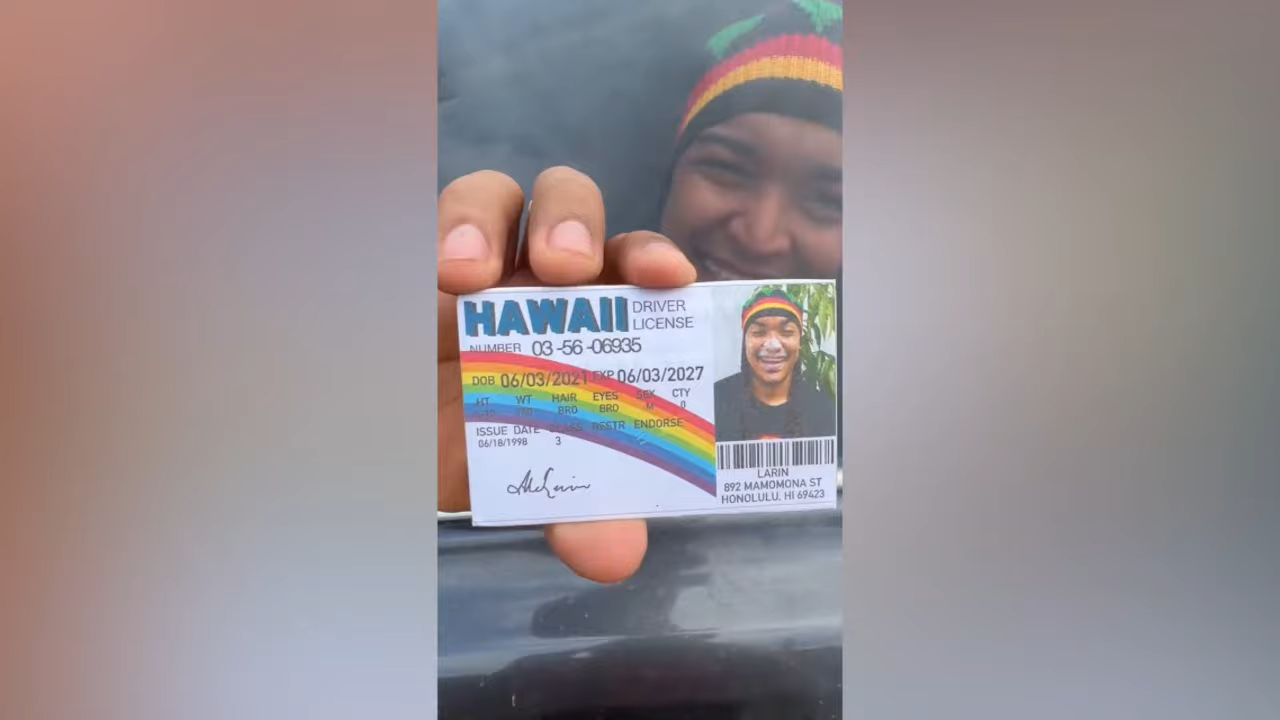 HAWAII DRIVER LICENSE
NUMBER 03-56-06935
DOB 06/03/2021 EXP 06/03/2027
HT WT HAIR EYES SEX CTY
BRO BRO M 0
ISSUE DATE CLASS RESTR ENDORSE
06/18/1998 3
LARIN
892 MAMOMONA ST
HONOLULU, HI 69423